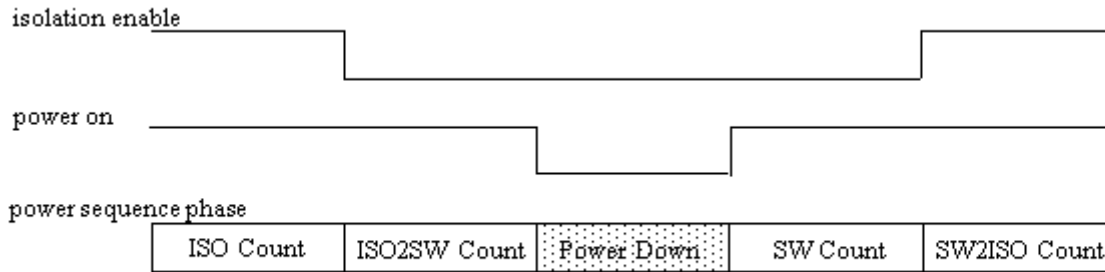 isolation enable
power on
power sequence phase
ISO Count
ISO2SW Count
Power Down
SW Count
SW2ISO Count